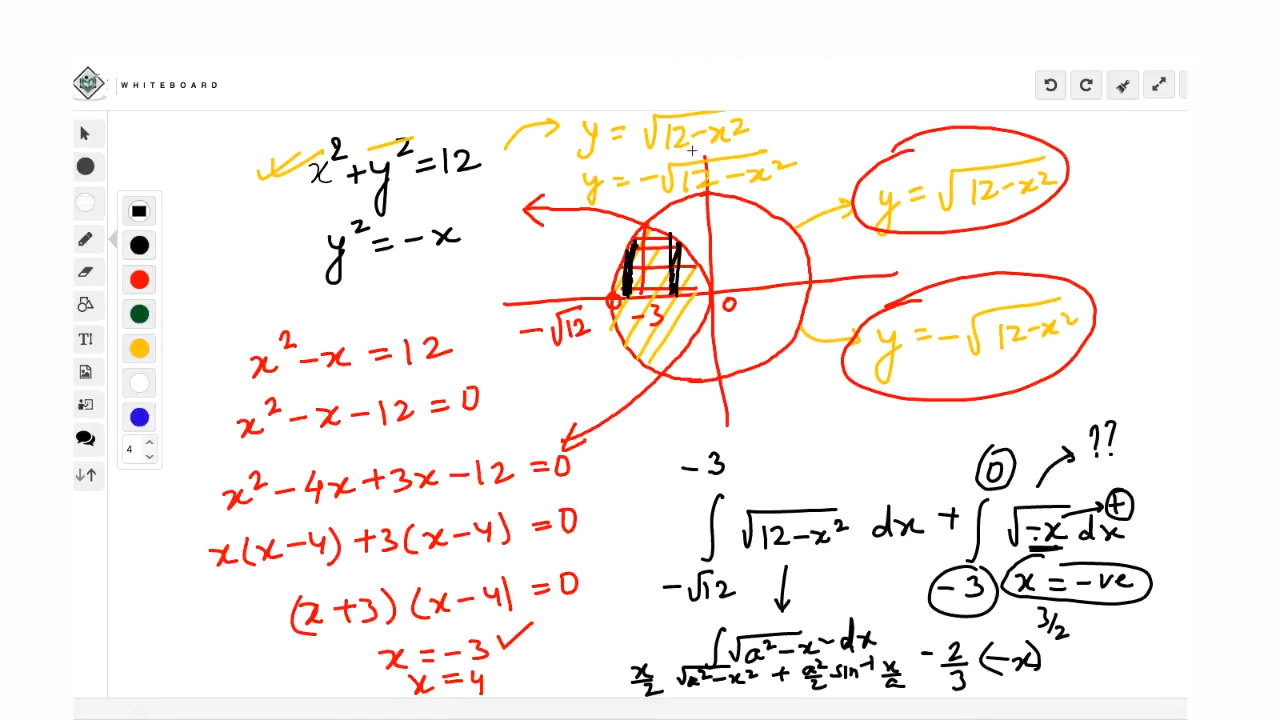 WHITEBOARD
x² + y² = 12
y = √12-x²
y = -√12-x²
y² = -x
y = √12-x²
y = -√12-x²
-√12
-3
0
x² - x = 12
x² - x - 12 = 0
x² - 4x + 3x - 12 = 0
x(x-4) + 3(x-4) = 0
(x+3) (x-4) = 0
x = -3 ✓
x = 4
-3
0
??
∫ √12-x² dx + ∫ √-x dx
+
-√12
-3
x = -ve
∫√a²-x² dx
x/2 √a²-x² + a²/2 sin⁻¹ x/a
-2/3 (-x)^3/2
TI
4